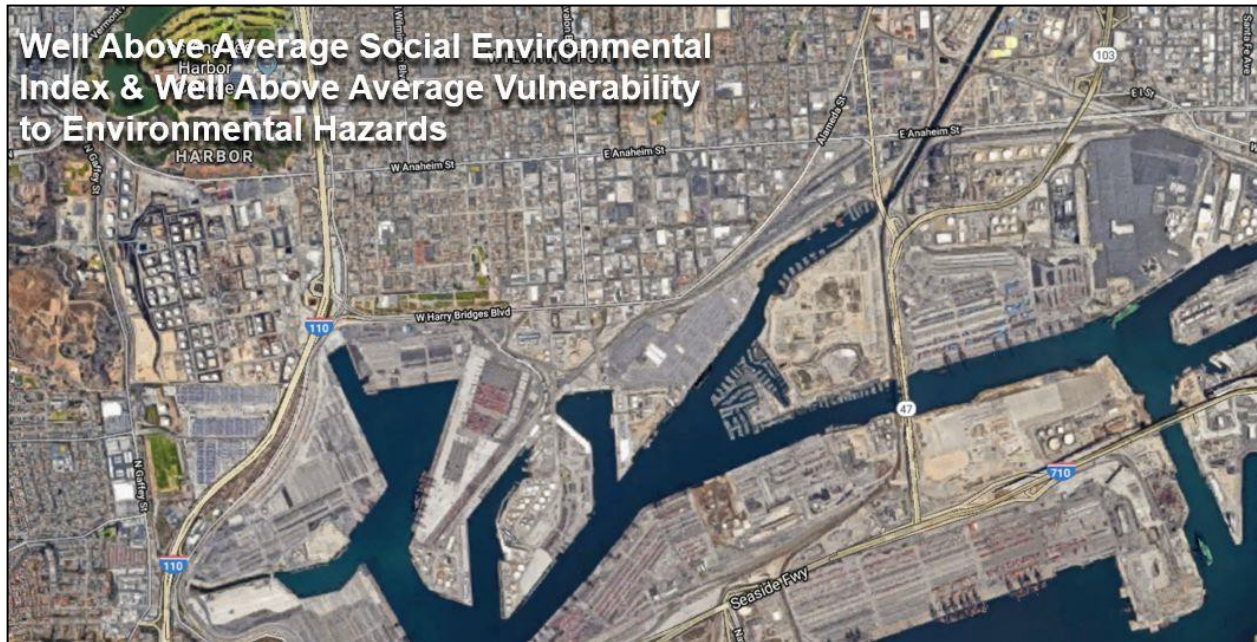 Vermont
Well Above Average Social Environmental
Index & Well Above Average Vulnerability
to Environmental Hazards
Harbor
HARBOR
103
Santa Fe Ave
E I St
Alameda St
E Anaheim St
E Anaheim St
W Anaheim St
N Gaffey St
W Harry Bridges Blvd
110
47
N Gaffey St
710
110
Seaside Fwy